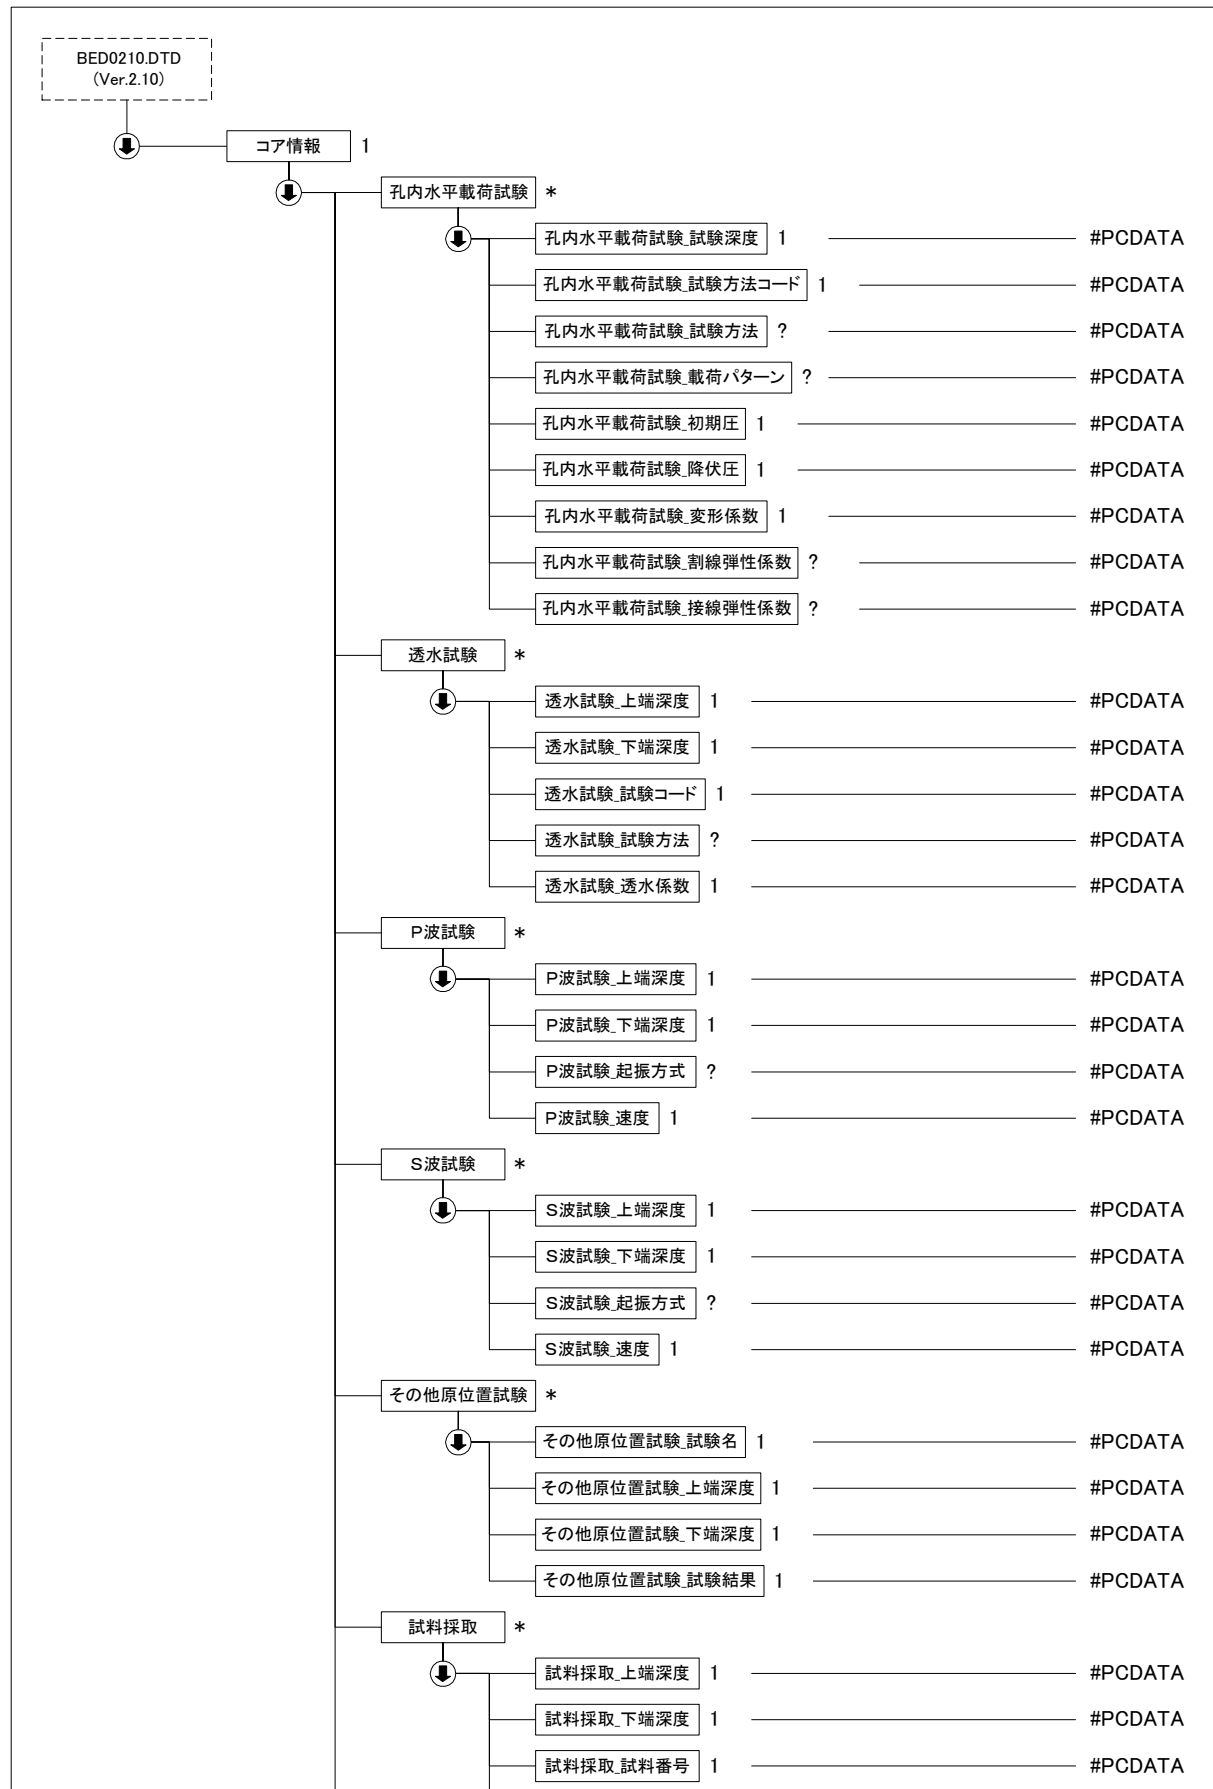 BED0210.DTD
(Ver.2.10)
コア情報 1
孔内水平載荷試験 *
孔内水平載荷試験_試験深度 1 #PCDATA
孔内水平載荷試験_試験方法コード 1 #PCDATA
孔内水平載荷試験_試験方法 ? #PCDATA
孔内水平載荷試験_載荷パターン ? #PCDATA
孔内水平載荷試験_初期圧 1 #PCDATA
孔内水平載荷試験_降伏圧 1 #PCDATA
孔内水平載荷試験_変形係数 1 #PCDATA
孔内水平載荷試験_割線弾性係数 ? #PCDATA
孔内水平載荷試験_接線弾性係数 ? #PCDATA
透水試験 *
透水試験_上端深度 1 #PCDATA
透水試験_下端深度 1 #PCDATA
透水試験_試験コード 1 #PCDATA
透水試験_試験方法 ? #PCDATA
透水試験_透水係数 1 #PCDATA
P波試験 *
P波試験_上端深度 1 #PCDATA
P波試験_下端深度 1 #PCDATA
P波試験_起振方式 ? #PCDATA
P波試験_速度 1 #PCDATA
S波試験 *
S波試験_上端深度 1 #PCDATA
S波試験_下端深度 1 #PCDATA
S波試験_起振方式 ? #PCDATA
S波試験_速度 1 #PCDATA
その他原位置試験 *
その他原位置試験_試験名 1 #PCDATA
その他原位置試験_上端深度 1 #PCDATA
その他原位置試験_下端深度 1 #PCDATA
その他原位置試験_試験結果 1 #PCDATA
試料採取 *
試料採取_上端深度 1 #PCDATA
試料採取_下端深度 1 #PCDATA
試料採取_試料番号 1 #PCDATA